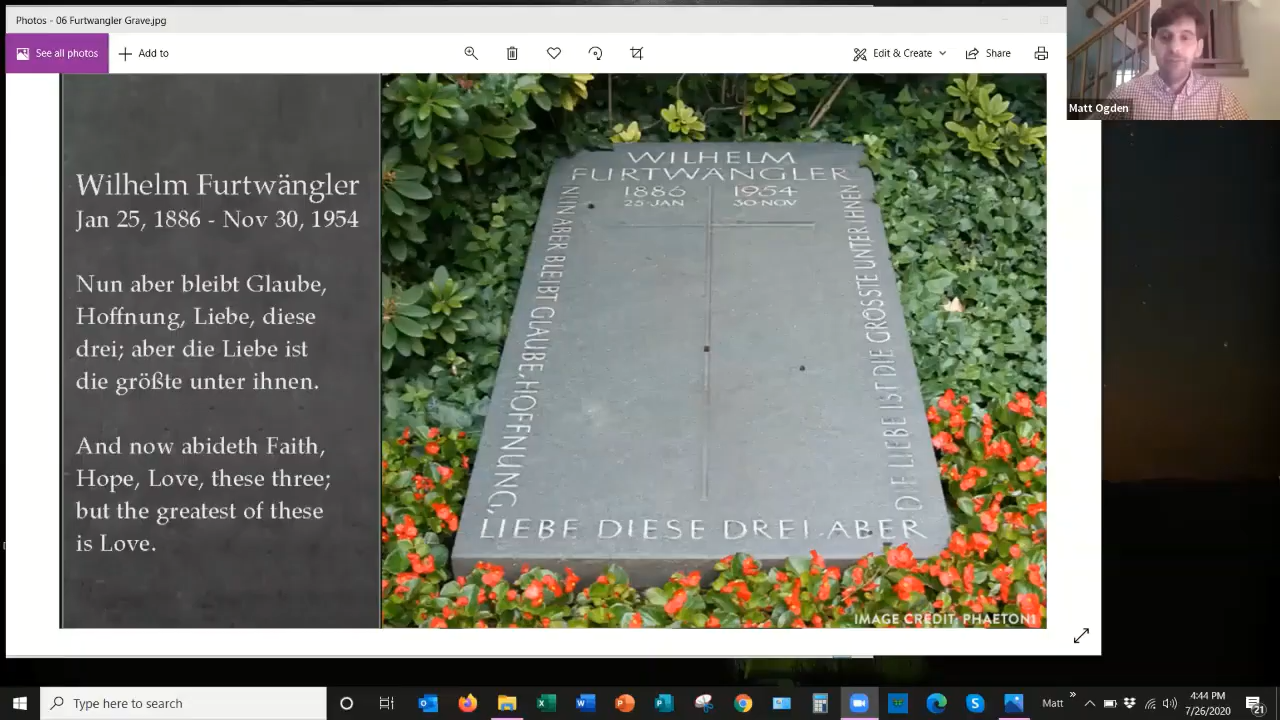 Photos - 06 Furtwangler Grave.jpg
See all photos
Add to
Edit & Create
Share
Matt Ogden
Wilhelm Furtwängler
Jan 25, 1886 - Nov 30, 1954
Nun aber bleibt Glaube,
Hoffnung, Liebe, diese
drei; aber die Liebe ist
die größte unter ihnen.
And now abideth Faith,
Hope, Love, these three;
but the greatest of these
is Love.
WILHELM
FURTWÄNGLER
1886 1954
25·JAN 30·NOV
NUN ABER BLEIBT GLAUBE, HOFFNUNG,
LIEBE DIESE DREI·ABER
DIE LIEBE IST DIE GRÖSSTE UNTER IHNEN
IMAGE CREDIT: PHAETON1
Type here to search
Matt
4:44 PM
7/26/2020
21